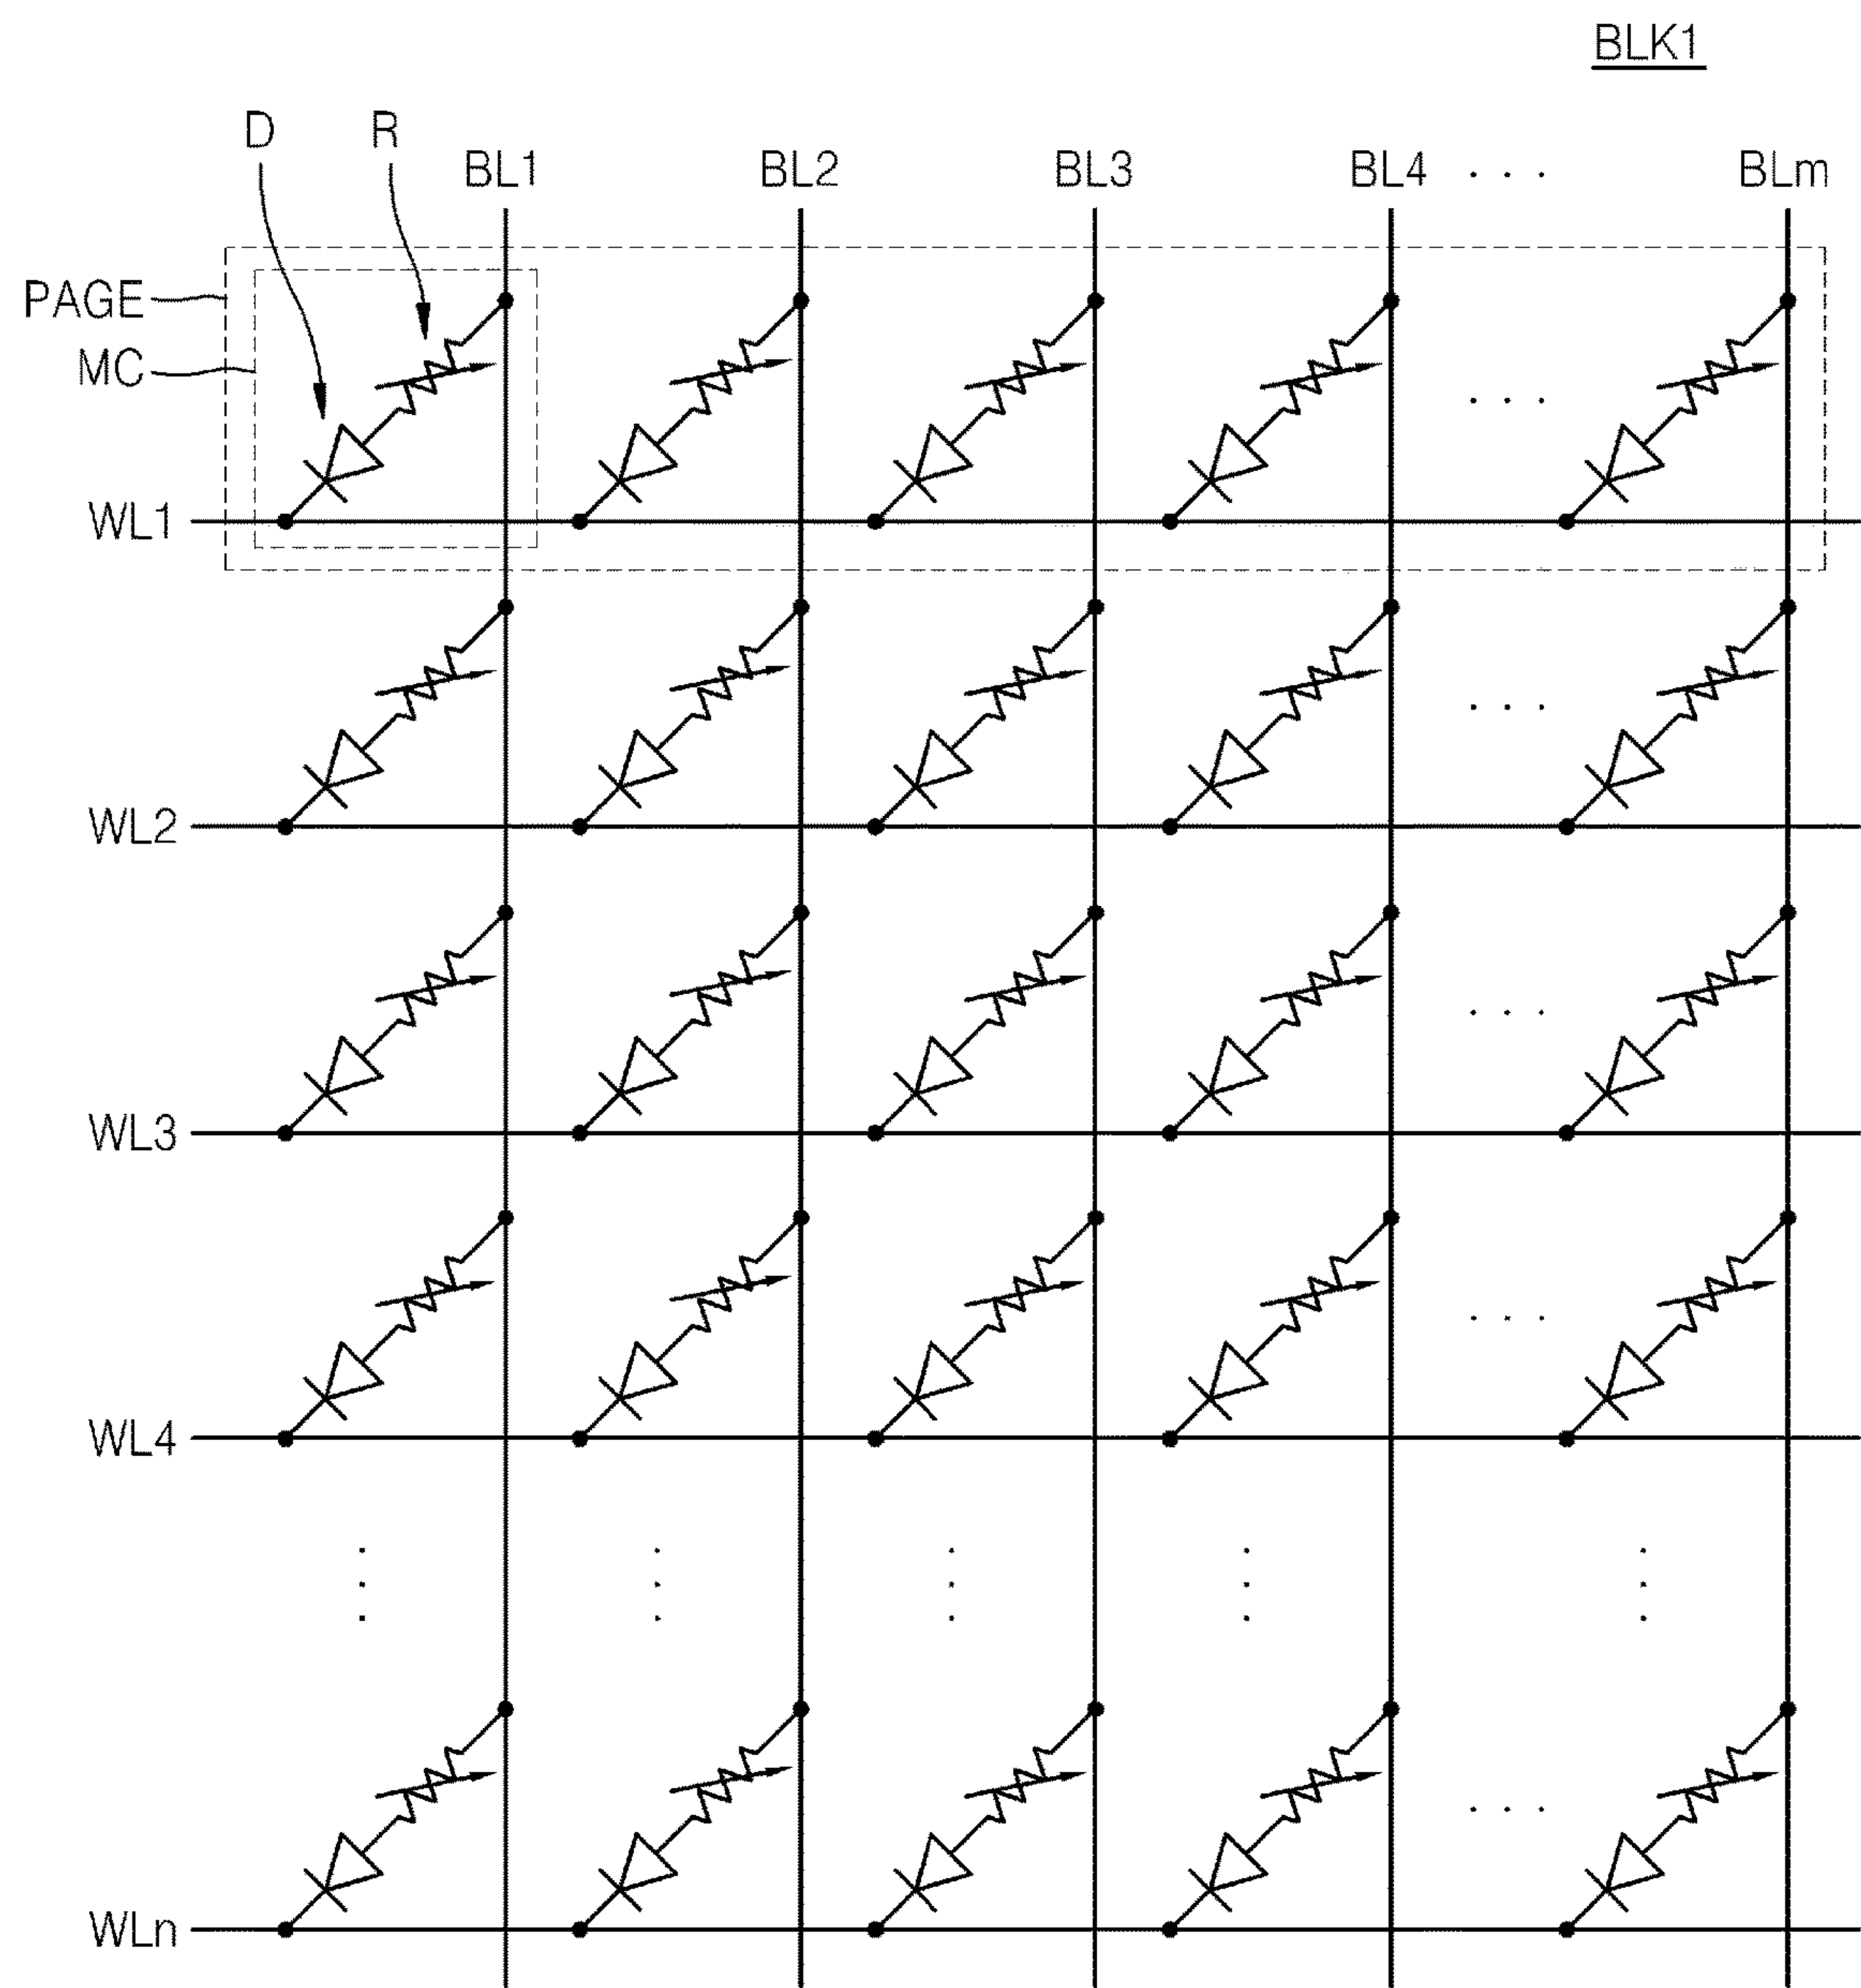 BLK1
D R
BL1 BL2 BL3 BL4 · · · BLm
PAGE
MC
· · ·
WL1
· · ·
WL2
· · ·
WL3
· · ·
WL4
· · ·
WLn